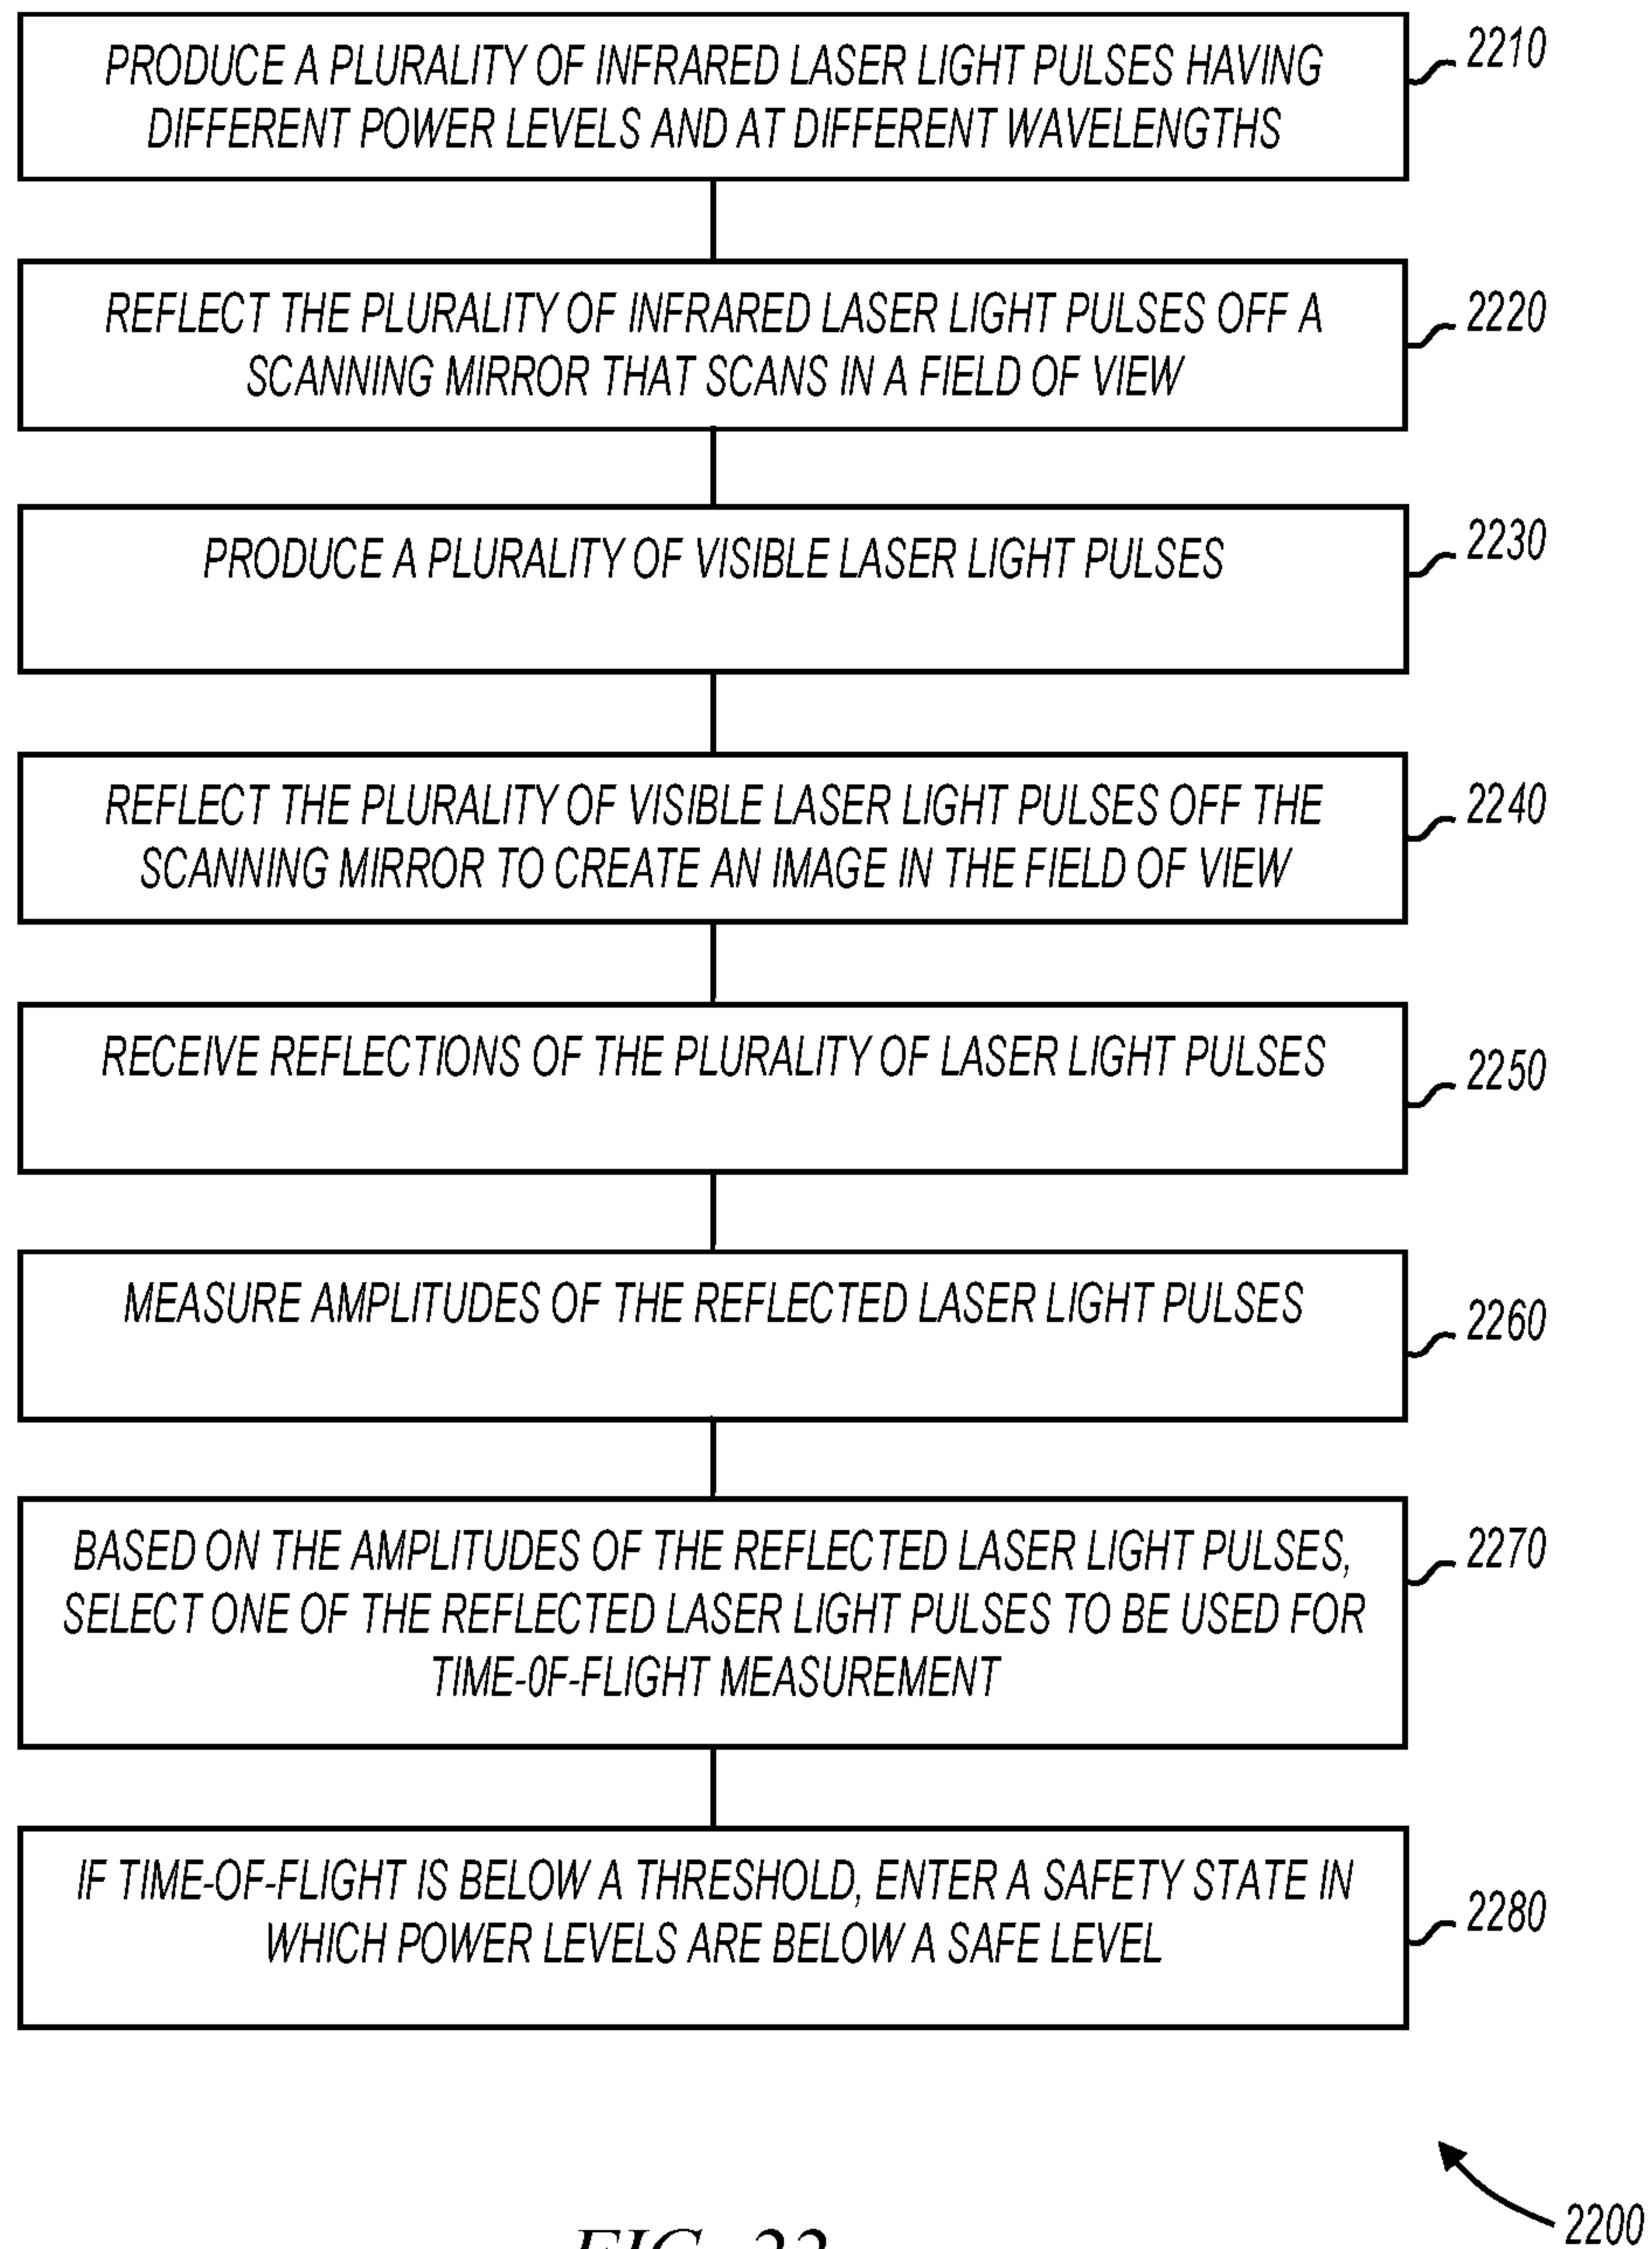 PRODUCE A PLURALITY OF INFRARED LASER LIGHT PULSES HAVING
DIFFERENT POWER LEVELS AND AT DIFFERENT WAVELENGTHS
2210
REFLECT THE PLURALITY OF INFRARED LASER LIGHT PULSES OFF A
SCANNING MIRROR THAT SCANS IN A FIELD OF VIEW
2220
PRODUCE A PLURALITY OF VISIBLE LASER LIGHT PULSES
2230
REFLECT THE PLURALITY OF VISIBLE LASER LIGHT PULSES OFF THE
SCANNING MIRROR TO CREATE AN IMAGE IN THE FIELD OF VIEW
2240
RECEIVE REFLECTIONS OF THE PLURALITY OF LASER LIGHT PULSES
2250
MEASURE AMPLITUDES OF THE REFLECTED LASER LIGHT PULSES
2260
BASED ON THE AMPLITUDES OF THE REFLECTED LASER LIGHT PULSES,
SELECT ONE OF THE REFLECTED LASER LIGHT PULSES TO BE USED FOR
TIME-0F-FLIGHT MEASUREMENT
2270
IF TIME-OF-FLIGHT IS BELOW A THRESHOLD, ENTER A SAFETY STATE IN
WHICH POWER LEVELS ARE BELOW A SAFE LEVEL
2280
2200